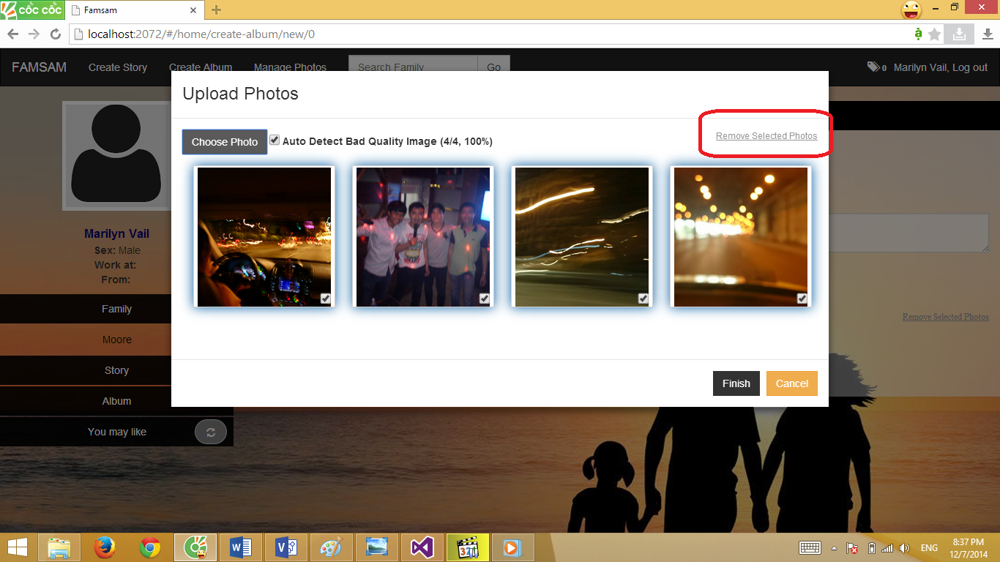 CỐC CỐC Famsam
localhost:2072/#/home/create-album/new/0
FAMSAM Create Story Create Album Manage Photos Search Family Go 0 Marilyn Vail, Log out
Upload Photos
Choose Photo Auto Detect Bad Quality Image (4/4, 100%) Remove Selected Photos
Marilyn Vail
Sex: Male
Work at:
From:
Family
Remove Selected Photos
Moore
Story
Finish Cancel
Album
You may like
ENG 8:37 PM
12/7/2014